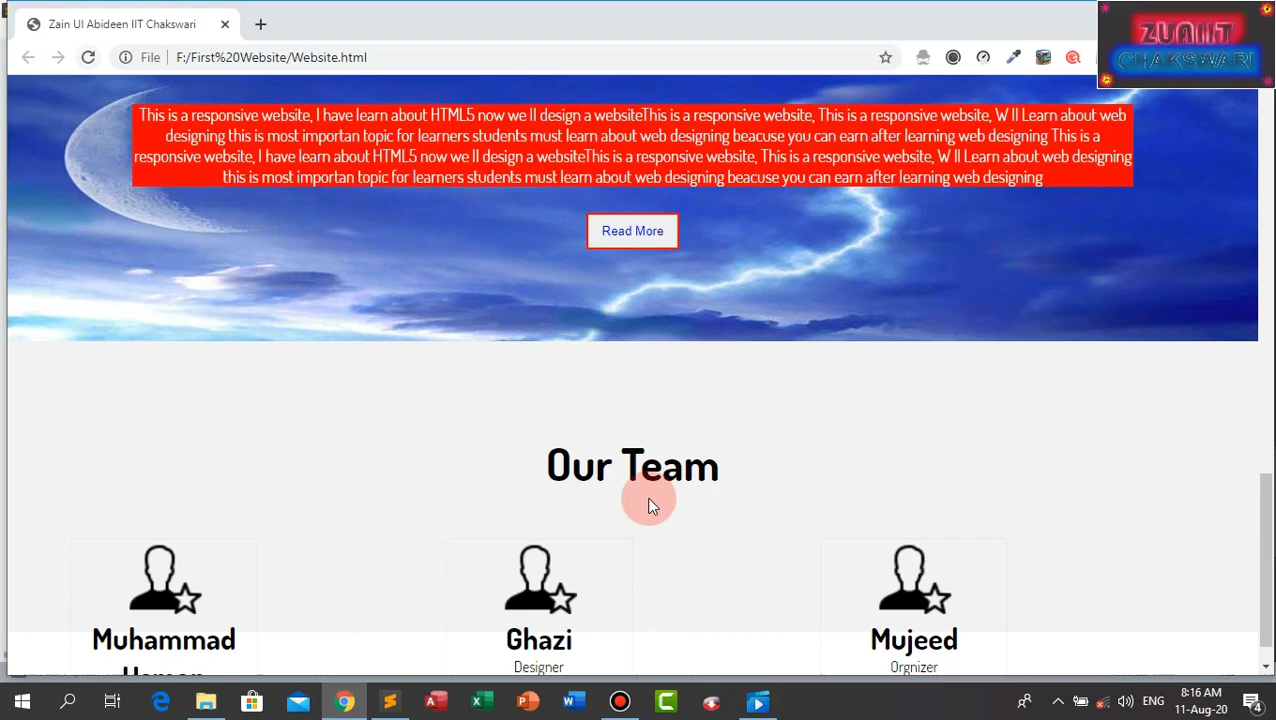 Zain Ul Abideen IIT Chakswari
ZUAIIT
CHAKSWARI
File
F:/First%20Website/Website.html
This is a responsive website, I have learn about HTML5 now we ll design a websiteThis is a responsive website, This is a responsive website, W ll Learn about web
designing this is most importan topic for learners students must learn about web designing beacuse you can earn after learning web designing This is a
responsive website, I have learn about HTML5 now we ll design a websiteThis is a responsive website, This is a responsive website, W ll Learn about web designing
this is most importan topic for learners students must learn about web designing beacuse you can earn after learning web designing
Read More
Our Team
Muhammad
Ghazi
Mujeed
Designer
Orgnizer
ENG
8:16 AM
11-Aug-20
4